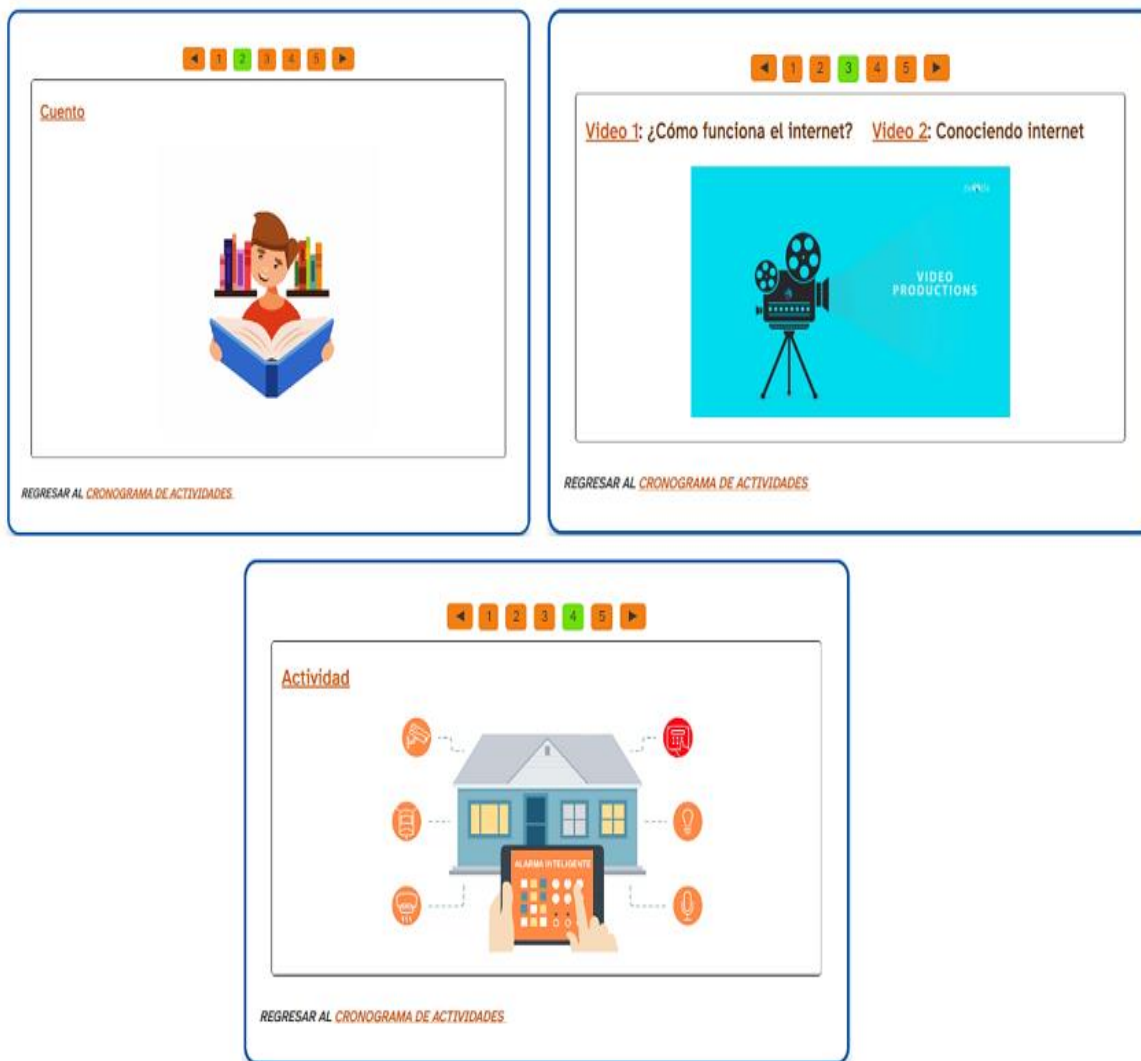 ◄ 1 2 3 4 5 ►
Cuento
REGRESAR AL CRONOGRAMA DE ACTIVIDADES
◄ 1 2 3 4 5 ►
Video 1: ¿Cómo funciona el internet? Video 2: Conociendo internet
VIDEO
PRODUCTIONS
REGRESAR AL CRONOGRAMA DE ACTIVIDADES
◄ 1 2 3 4 5 ►
Actividad
ALARMA INTELIGENTE
REGRESAR AL CRONOGRAMA DE ACTIVIDADES